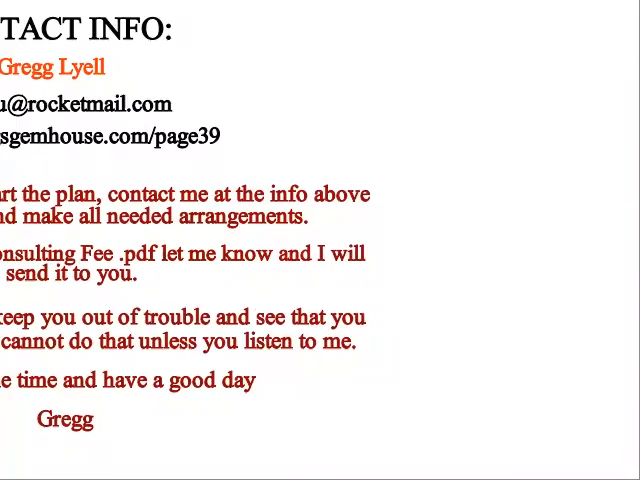 TACT INFO:
Gregg Lyell
u@rocketmail.com
sgemhouse.com/page39
rt the plan, contact me at the info above
nd make all needed arrangements.
onsulting Fee .pdf let me know and I will
send it to you.
keep you out of trouble and see that you
cannot do that unless you listen to me.
e time and have a good day
Gregg